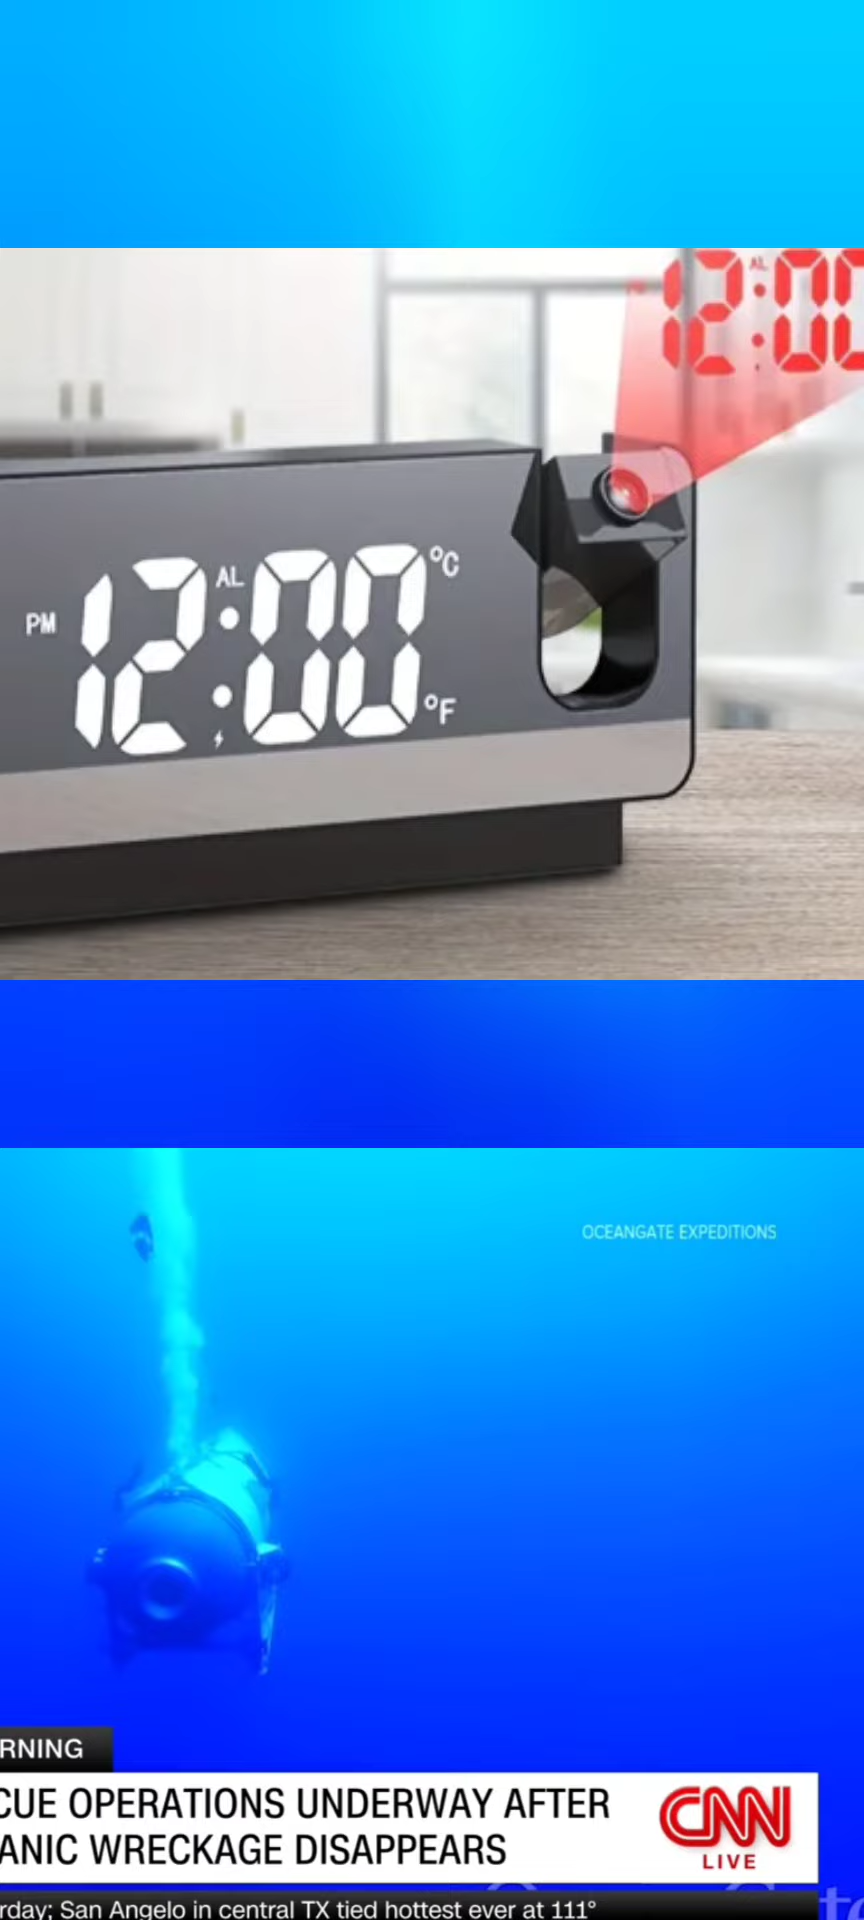 AL
12:00
PM
AL
12:00
°C
°F
OCEANGATE EXPEDITIONS
RNING
CUE OPERATIONS UNDERWAY AFTER
ANIC WRECKAGE DISAPPEARS
CNN
LIVE
rday; San Angelo in central TX tied hottest ever at 111°